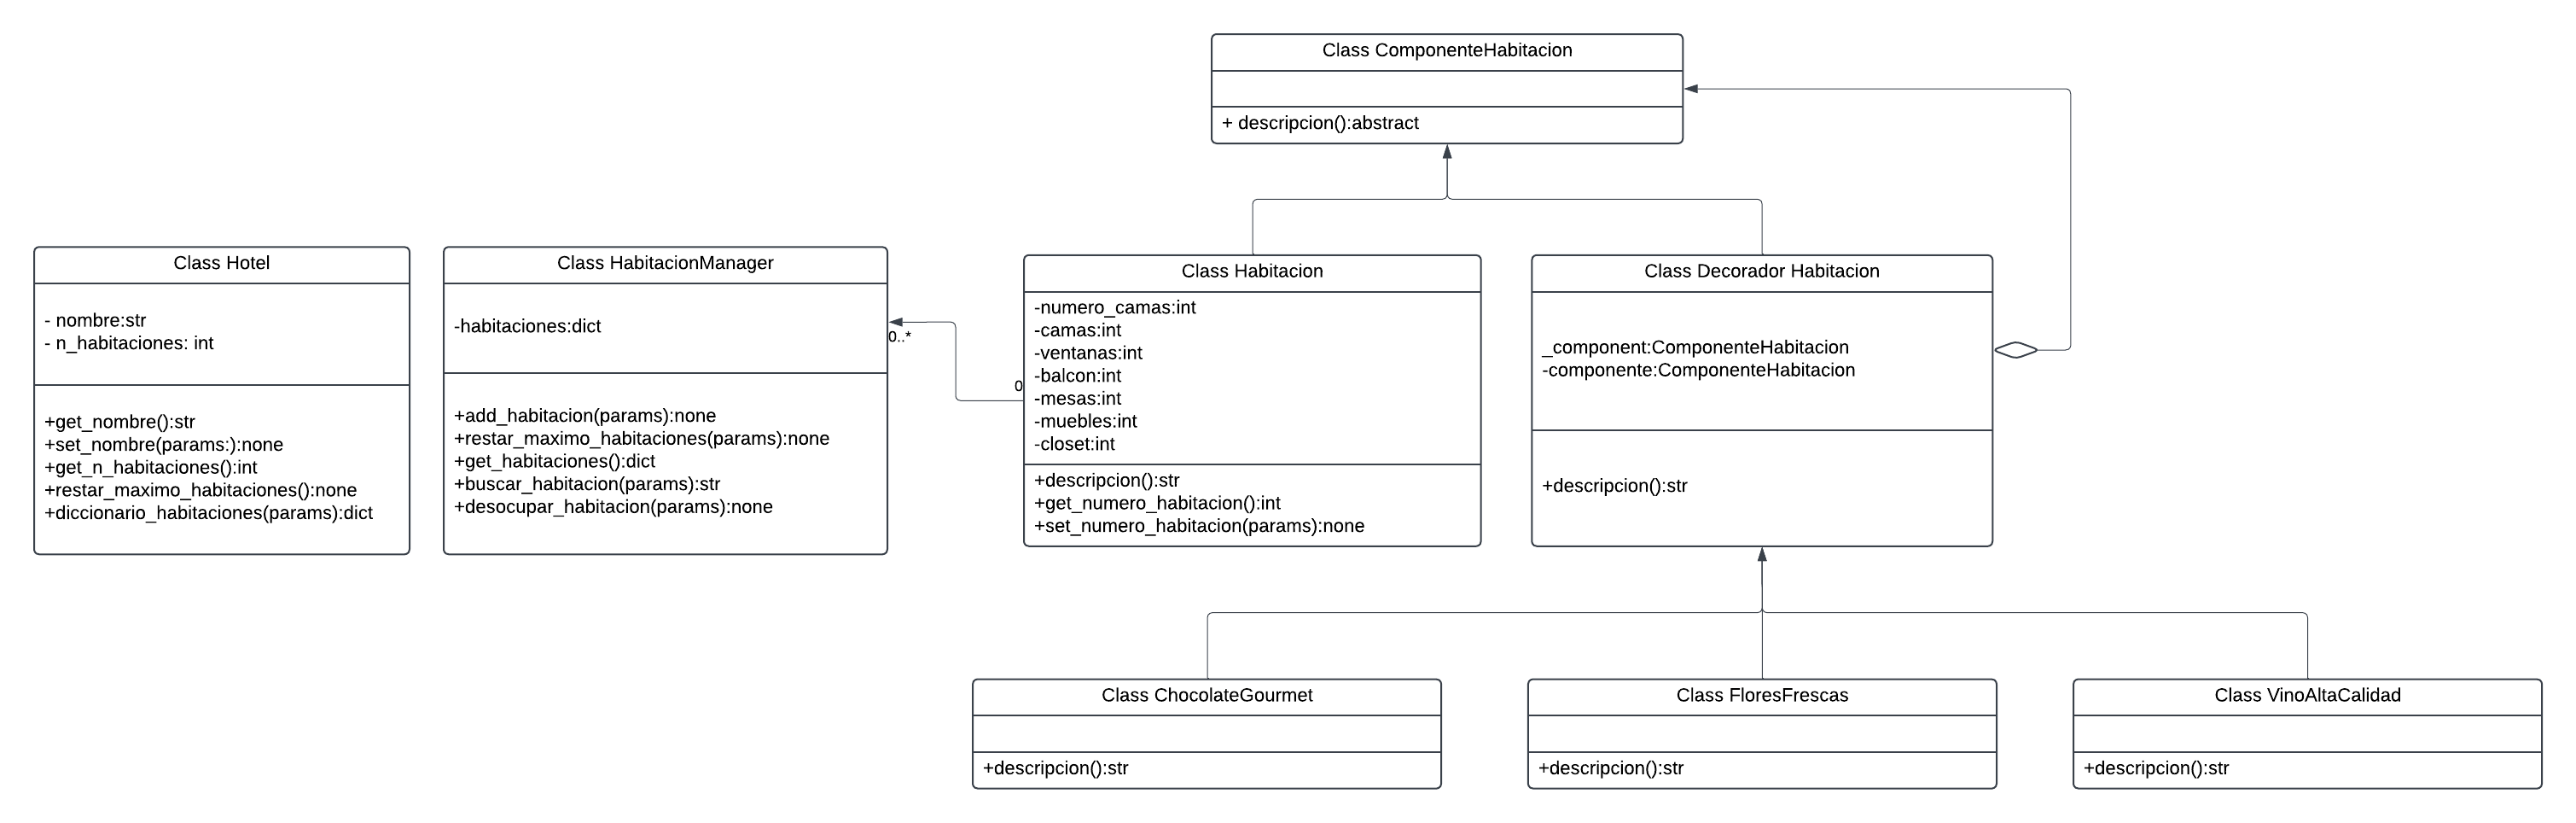 Class ComponenteHabitacion
+ descripcion():abstract
Class Hotel
- nombre:str
- n_habitaciones: int
+get_nombre():str
+set_nombre(params:):none
+get_n_habitaciones():int
+restar_maximo_habitaciones():none
+diccionario_habitaciones(params):dict
Class HabitacionManager
-habitaciones:dict
+add_habitacion(params):none
+restar_maximo_habitaciones(params):none
+get_habitaciones():dict
+buscar_habitacion(params):str
+desocupar_habitacion(params):none
0..*
0
Class Habitacion
-numero_camas:int
-camas:int
-ventanas:int
-balcon:int
-mesas:int
-muebles:int
-closet:int
+descripcion():str
+get_numero_habitacion():int
+set_numero_habitacion(params):none
Class Decorador Habitacion
_component:ComponenteHabitacion
-componente:ComponenteHabitacion
+descripcion():str
Class ChocolateGourmet
+descripcion():str
Class FloresFrescas
+descripcion():str
Class VinoAltaCalidad
+descripcion():str